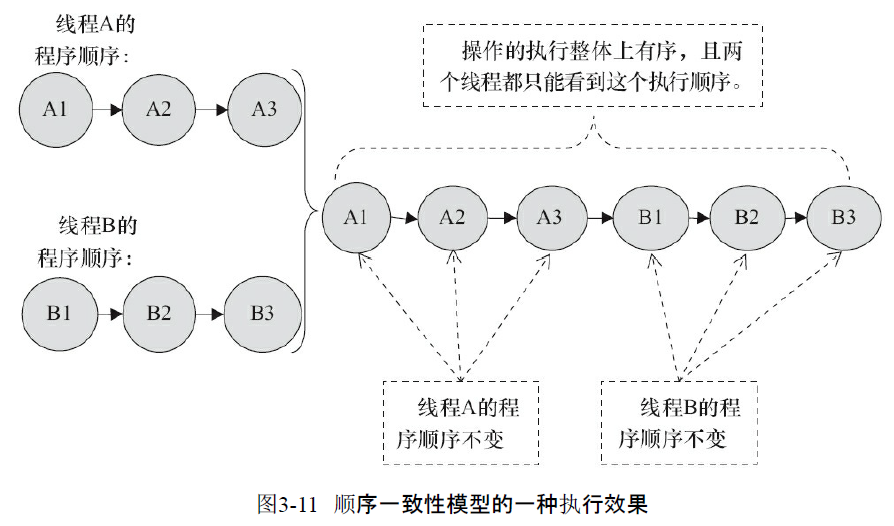 线程A的
程序顺序：
A1
A2
A3
线程B的
程序顺序：
B1
B2
B3
操作的执行整体上有序，且两
个线程都只能看到这个执行顺序。
A1
A2
A3
B1
B2
B3
线程A的程
序顺序不变
线程B的程
序顺序不变
图3-11 顺序一致性模型的一种执行效果